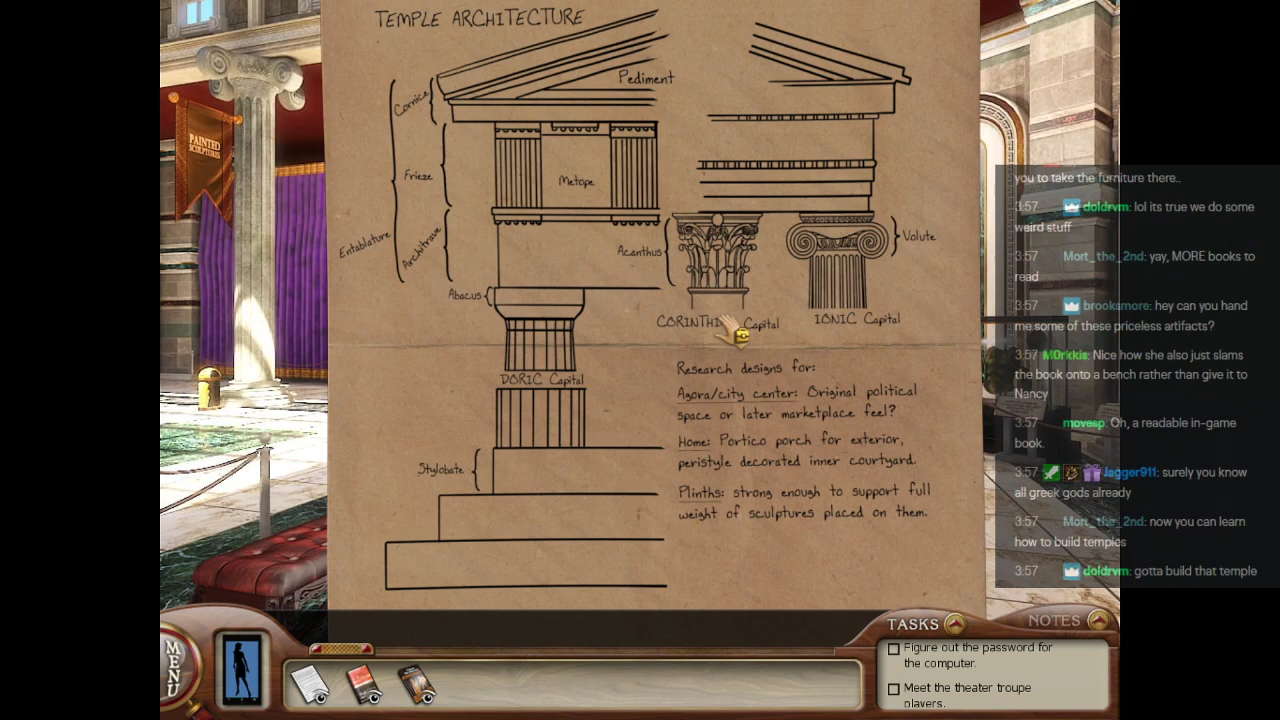 TEMPLE ARCHITECTURE
Pediment
Cornice
Frieze
Metope
Entablature
Architrave
Acanthus
Volute
Abacus
CORINTHI Capital
IONIC Capital
DORIC Capital
Stylobate
Research designs for:
Agora/city center: Original political
space or later marketplace feel?
Home: Portico porch for exterior,
peristyle decorated inner courtyard.
Plinths: strong enough to support full
weight of sculptures placed on them.
PAINTED
SCULPTURES
you to take the furniture there..
3:57 doldrvm: lol its true we do some
weird stuff
3:57 Mort_the_2nd: yay, MORE books to
read
3:57 brooksmore: hey can you hand
me some of these priceless artifacts?
3:57 M0rkkis: Nice how she also just slams
the book onto a bench rather than give it to
Nancy
3:57 movesp: Oh, a readable in-game
book.
3:57 Jagger911: surely you know
all greek gods already
3:57 Mort_the_2nd: now you can learn
how to build temples
3:57 doldrvm: gotta build that temple
MENU
TASKS
NOTES
Figure out the password for
the computer.
Meet the theater troupe
players.